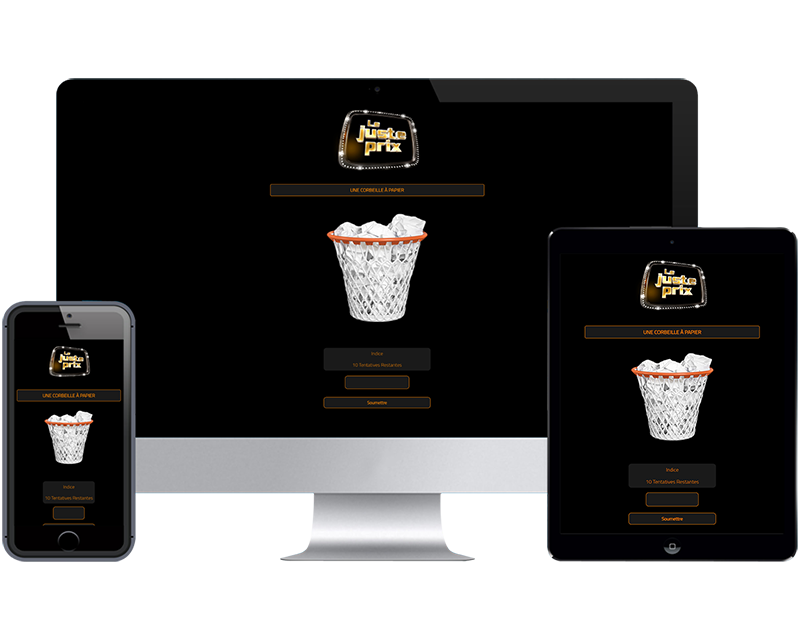 Le
juste
prix
UNE CORBEILLE À PAPIER
Indice
10 Tentatives Restantes
Soumettre
Le
juste
prix
UNE CORBEILLE À PAPIER
Indice
10 Tentatives Restantes
Soumettre
Le
juste
prix
UNE CORBEILLE À PAPIER
Indice
10 Tentatives Restantes